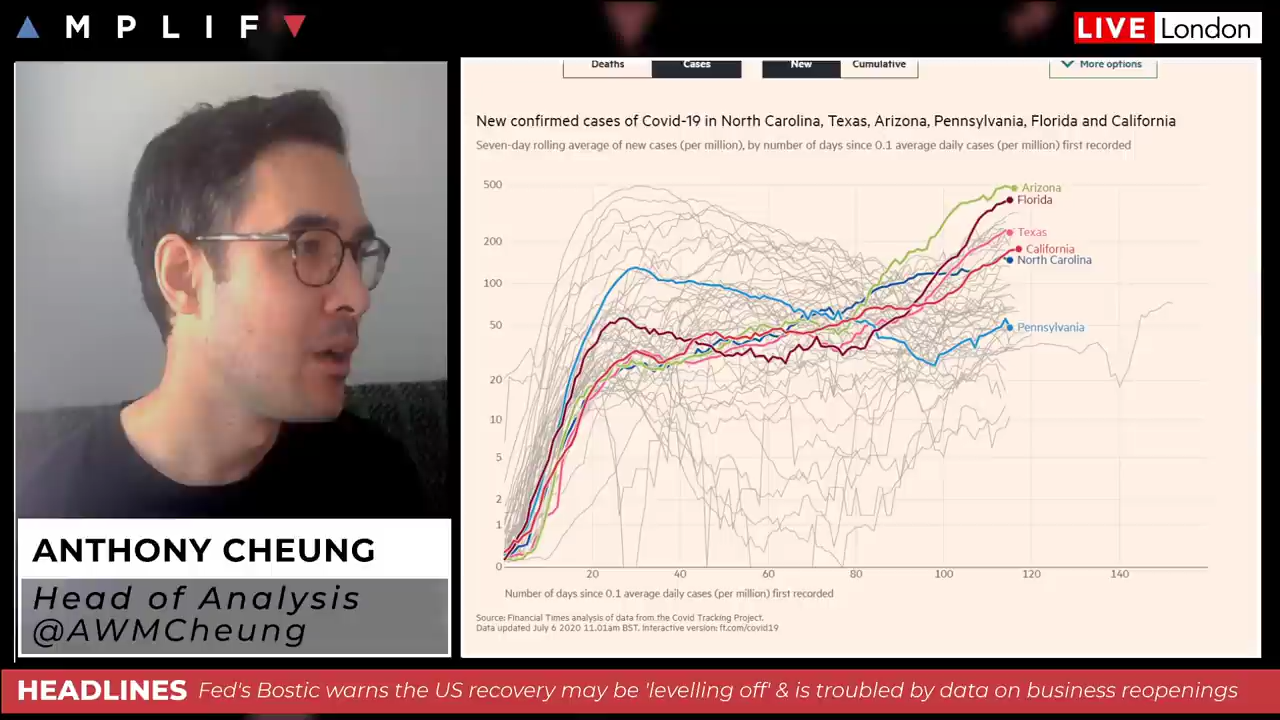 AMPLIFY
LIVE London
Deaths Cases New Cumulative More options
New confirmed cases of Covid-19 in North Carolina, Texas, Arizona, Pennsylvania, Florida and California
Seven-day rolling average of new cases (per million), by number of days since 0.1 average daily cases (per million) first recorded
500
200
100
50
20
10
5
2
1
0
Arizona
Florida
Texas
California
North Carolina
Pennsylvania
20 40 60 80 100 120 140
Number of days since 0.1 average daily cases (per million) first recorded
Source: Financial Times analysis of data from the Covid Tracking Project.
Data updated July 6 2020 11.01am BST. Interactive version: ft.com/covid19
ANTHONY CHEUNG
Head of Analysis
@AWMCheung
HEADLINES Fed's Bostic warns the US recovery may be 'levelling off' & is troubled by data on business reopenings